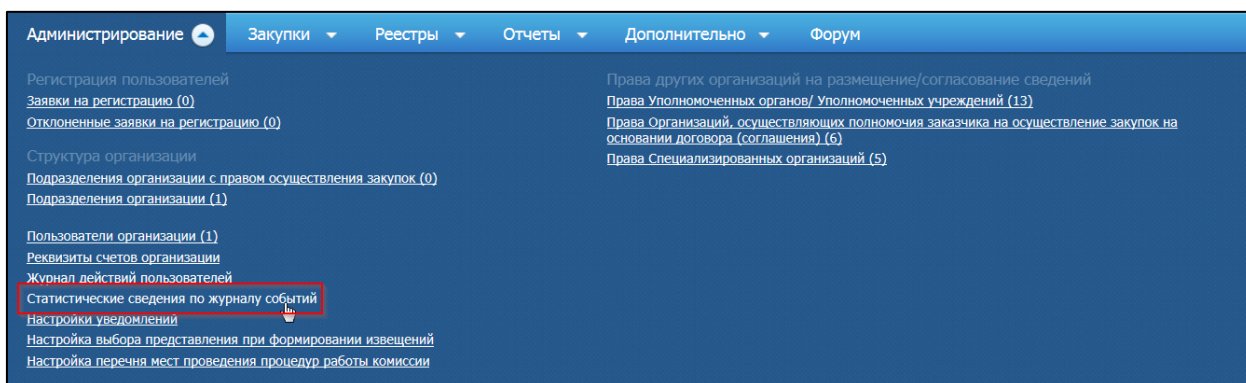 Администрирование Закупки Реестры Отчеты Дополнительно Форум
Регистрация пользователей
Заявки на регистрацию (0)
Отклоненные заявки на регистрацию (0)
Структура организации
Подразделения организации с правом осуществления закупок (0)
Подразделения организации (1)
Пользователи организации (1)
Реквизиты счетов организации
Журнал действий пользователей
Статистические сведения по журналу событий
Настройки уведомлений
Настройка выбора представления при формировании извещений
Настройка перечня мест проведения процедур работы комиссии
Права других организаций на размещение/согласование сведений
Права Уполномоченных органов/ Уполномоченных учреждений (13)
Права Организаций, осуществляющих полномочия заказчика на осуществление закупок на
основании договора (соглашения) (6)
Права Специализированных организаций (5)